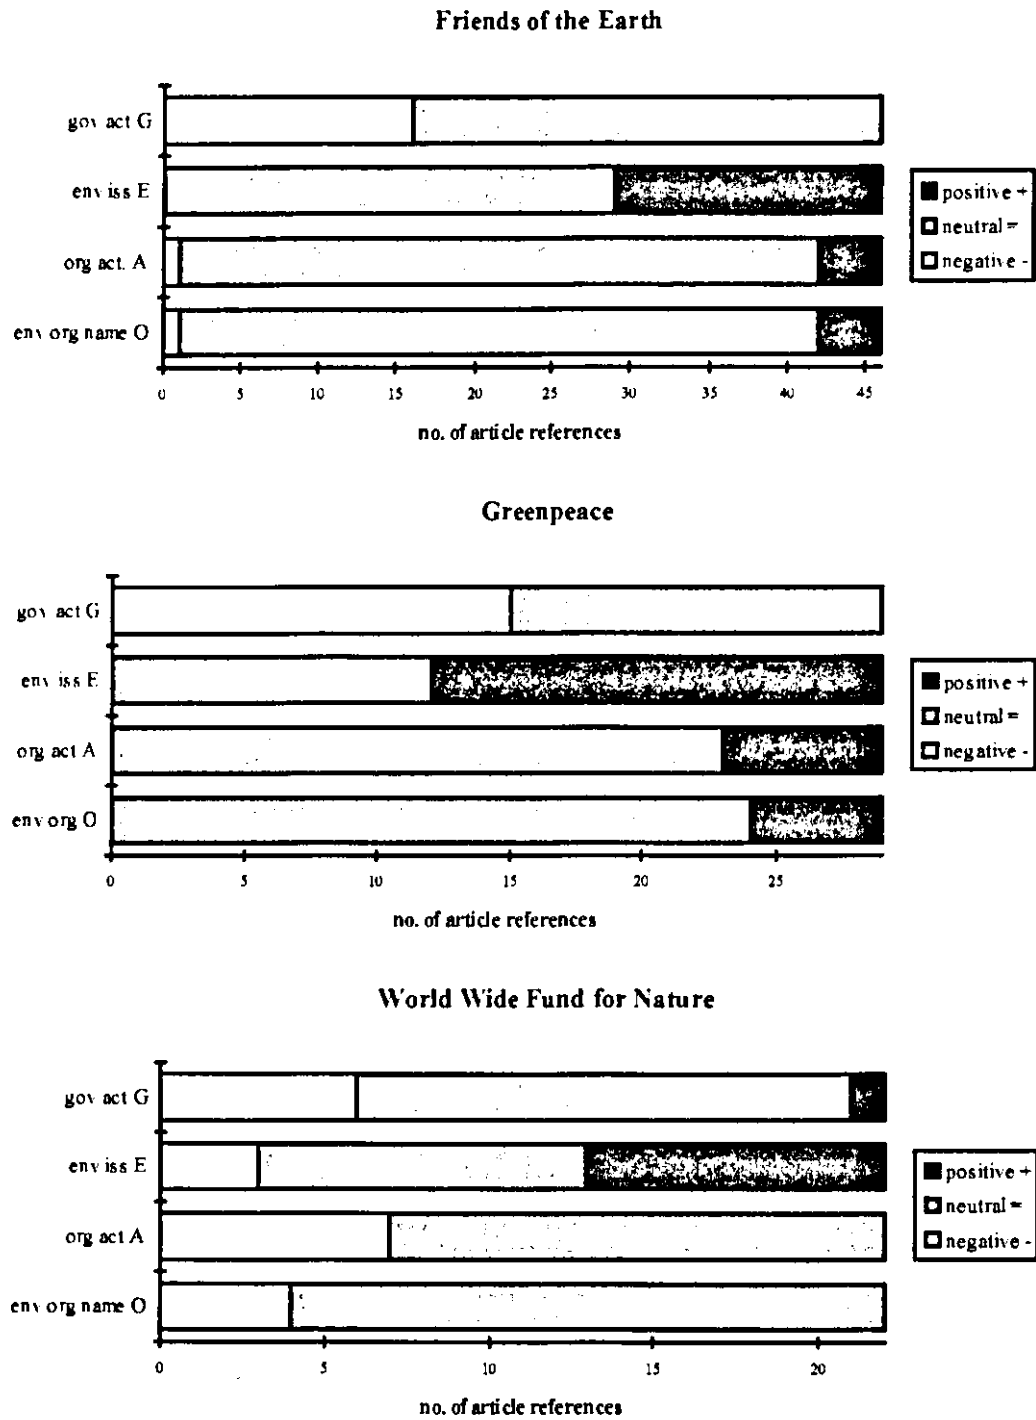 Friends of the Earth
gov act G
env iss E
org act. A
env org name O
0 5 10 15 20 25 30 35 40 45
no. of article references
positive +
neutral =
negative -
Greenpeace
gov act G
env iss E
org act A
env org O
0 5 10 15 20 25
no. of article references
positive +
neutral =
negative -
World Wide Fund for Nature
gov act G
env iss E
org act A
env org name O
0 5 10 15 20
no. of article references
positive +
neutral =
negative -